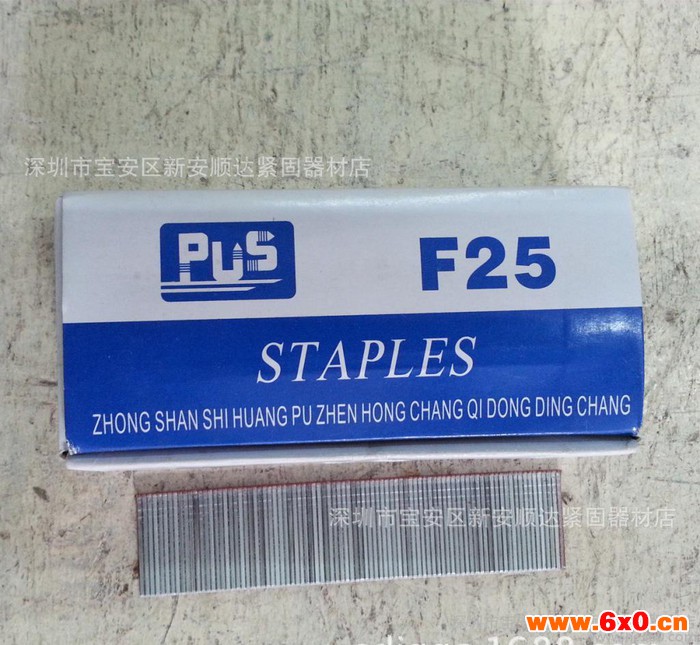 深圳市宝安区新安顺达紧固器材店
PUS
F25
STAPLES
ZHONG SHAN SHI HUANG PU ZHEN HONG CHANG QI DONG DING CHANG
深圳市宝安区新安顺达紧固器材店
www.6x0.cn